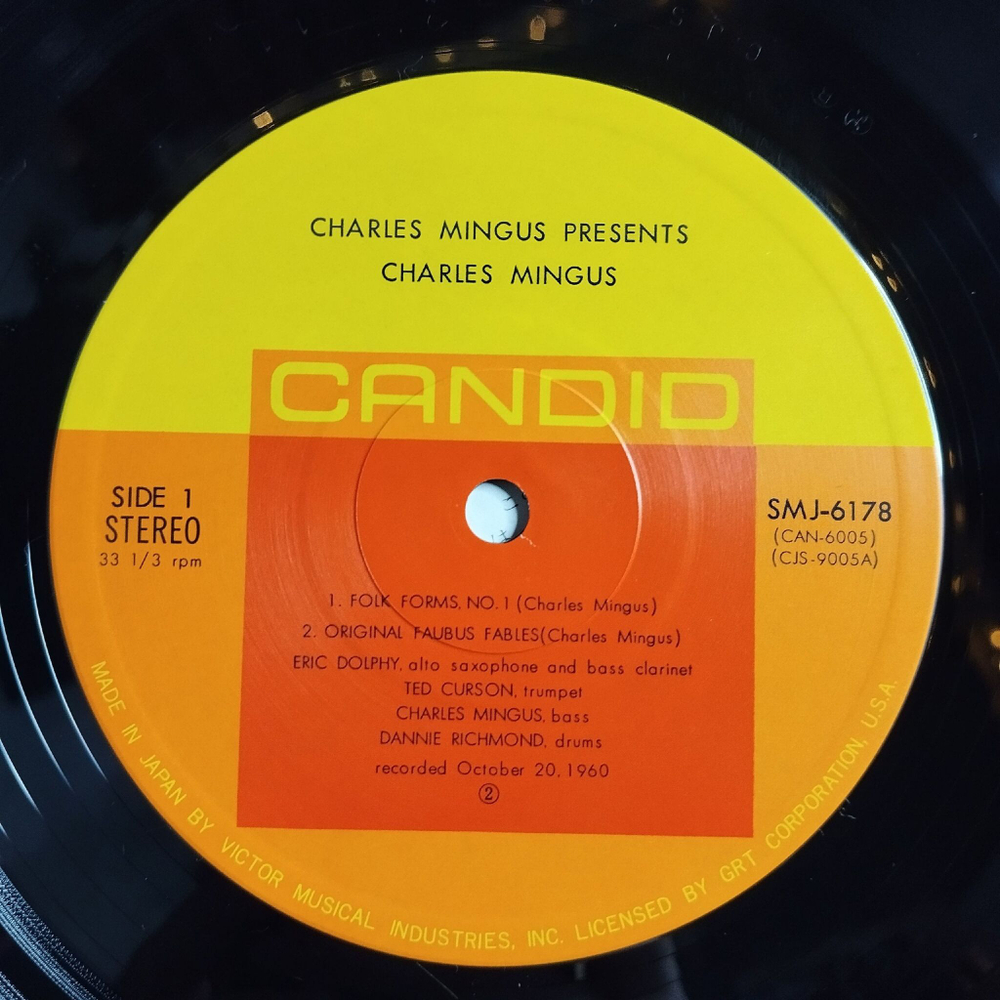 CHARLES MINGUS PRESENTS
CHARLES MINGUS
CANDID
SIDE 1
STEREO
33 1/3 rpm
SMJ-6178
(CAN-6005)
(CJS-9005A)
1. FOLK FORMS, NO. 1 (Charles Mingus)
2. ORIGINAL FAUBUS FABLES(Charles Mingus)
ERIC DOLPHY, alto saxophone and bass clarinet
TED CURSON, trumpet
CHARLES MINGUS, bass
DANNIE RICHMOND, drums
recorded October 20, 1960
②
MADE IN JAPAN BY VICTOR MUSICAL INDUSTRIES, INC. LICENSED BY GRT CORPORATION, U.S.A.